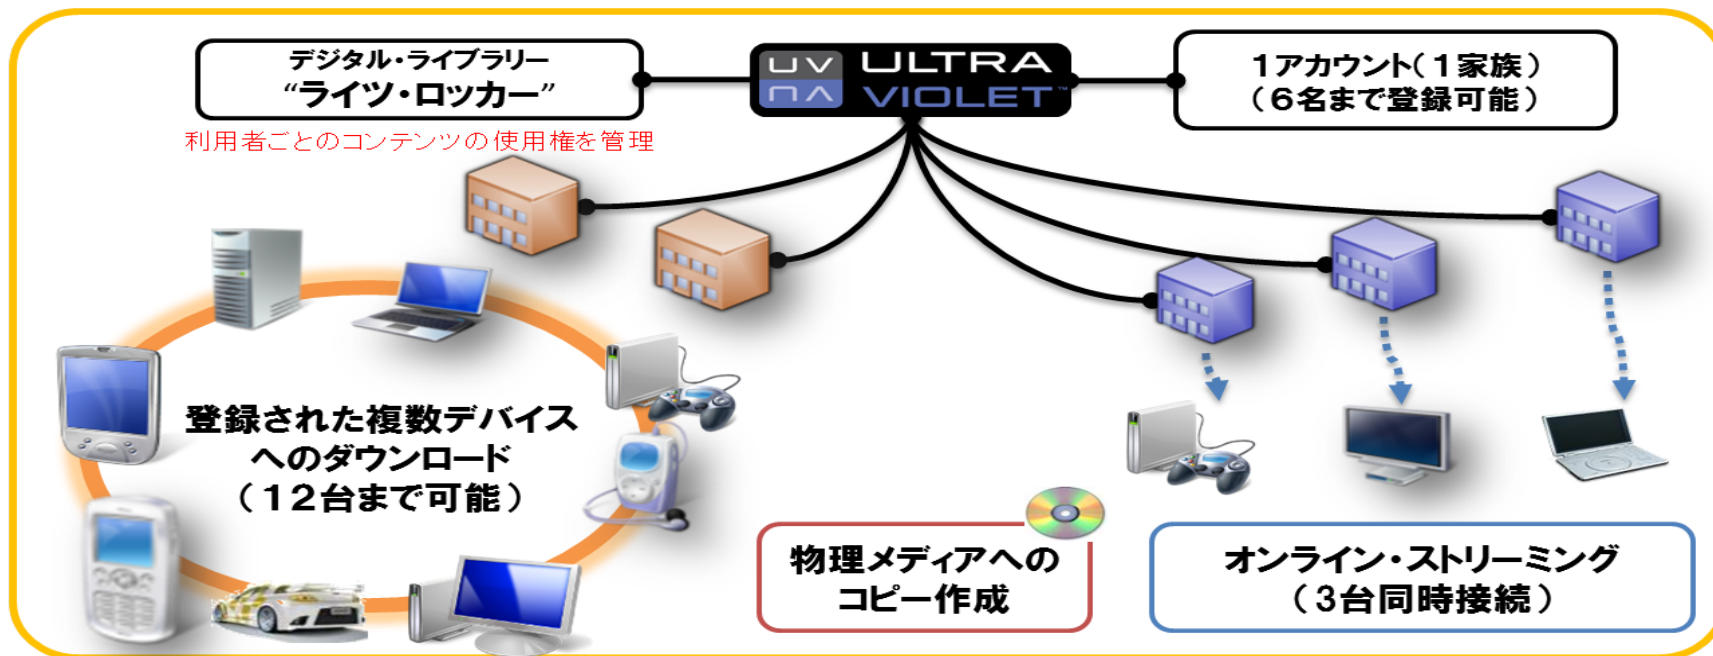 デジタル・ライブラリー
“ライツ・ロッカー”
利用者ごとのコンテンツの使用権を管理
UV
ULTRA
VIOLET™
1アカウント(1家族)
(6名まで登録可能)
登録された複数デバイス
へのダウンロード
(12台まで可能)
物理メディアへの
コピー作成
オンライン・ストリーミング
(3台同時接続)